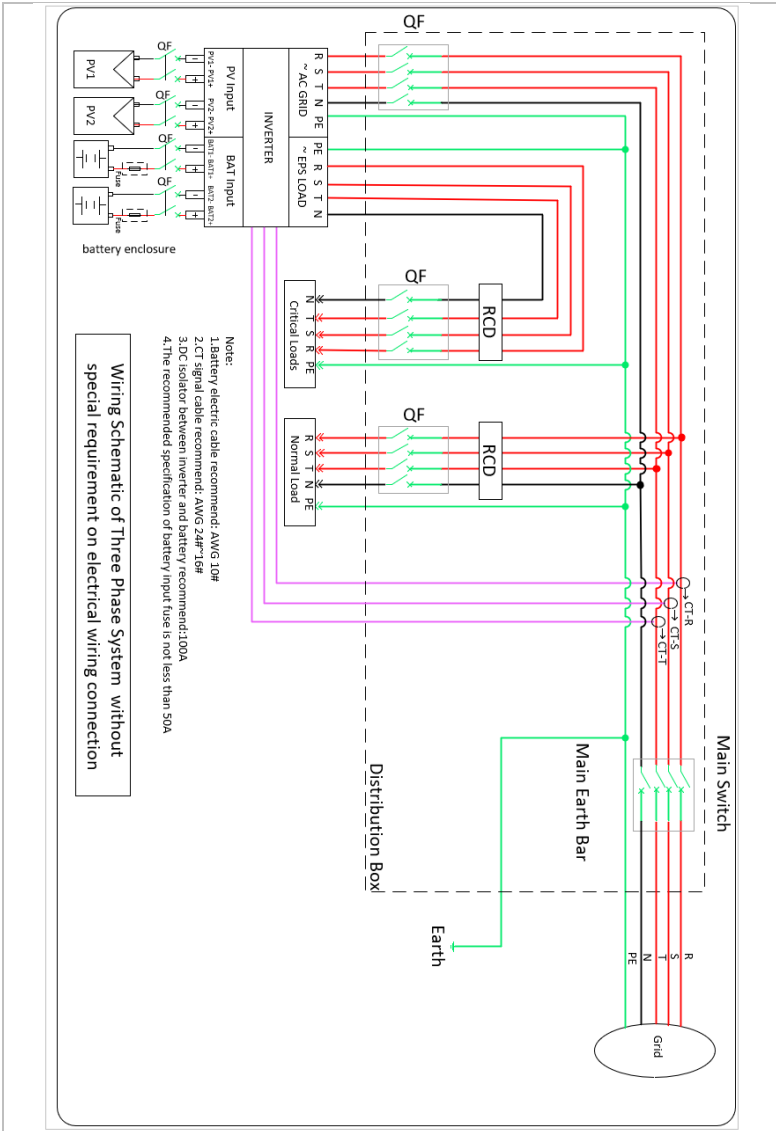 QF
PV1
PV2
QF
QF
QF
QF
Fuse
Fuse
battery enclosure
PV1- PV1+
PV2- PV2+
BAT1- BAT1+
BAT2- BAT2+
PV Input
BAT Input
INVERTER
~ AC GRID
~ EPS LOAD
R S T N PE
PE R S T N
QF
RCD
N T S R PE
Critical Loads
QF
RCD
R S T N PE
Normal Load
CT-R
CT-S
CT-T
Note:
1.Battery electric cable recommend: AWG 10#
2.CT signal cable recommend: AWG 24#~16#
3.DC isolator between inverter and battery recommend:100A
4.The recommended specification of battery input fuse is not less than 50A
Wiring Schematic of Three Phase System without
special requirement on electrical wiring connection
Main Switch
Main Earth Bar
Distribution Box
Earth
R
S
T
N
PE
Grid